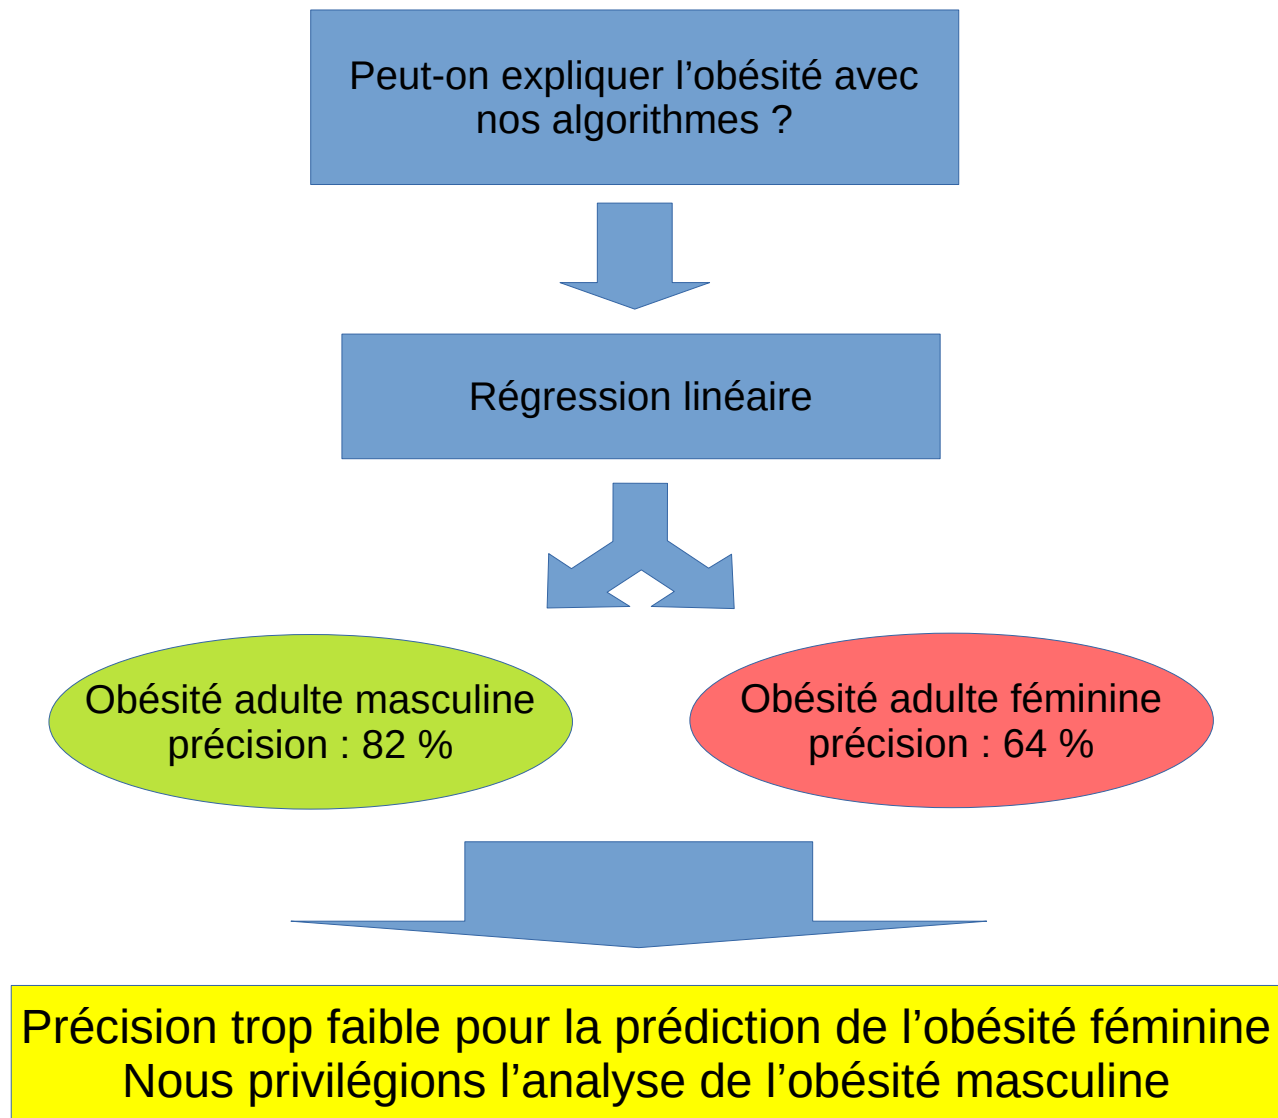 Peut-on expliquer l’obésité avec
nos algorithmes ?
Régression linéaire
Obésité adulte masculine
précision : 82 %
Obésité adulte féminine
précision : 64 %
Précision trop faible pour la prédiction de l’obésité féminine
Nous privilégions l’analyse de l’obésité masculine